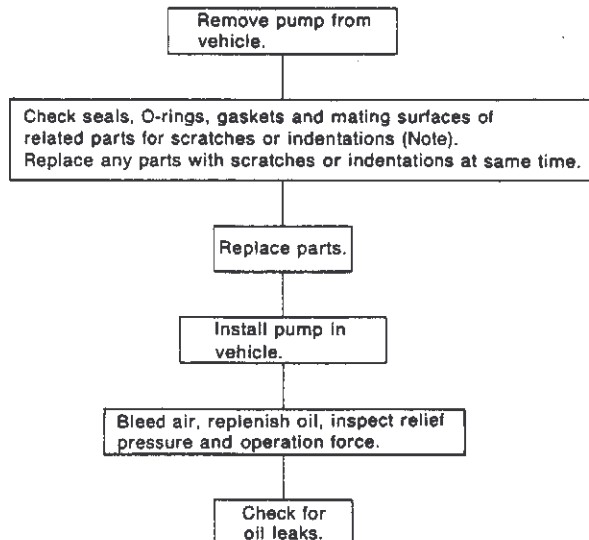 Remove pump from
vehicle.
Check seals, O-rings, gaskets and mating surfaces of
related parts for scratches or indentations (Note).
Replace any parts with scratches or indentations at same time.
Replace parts.
Install pump in
vehicle.
Bleed air, replenish oil, inspect relief
pressure and operation force.
Check for
oil leaks.